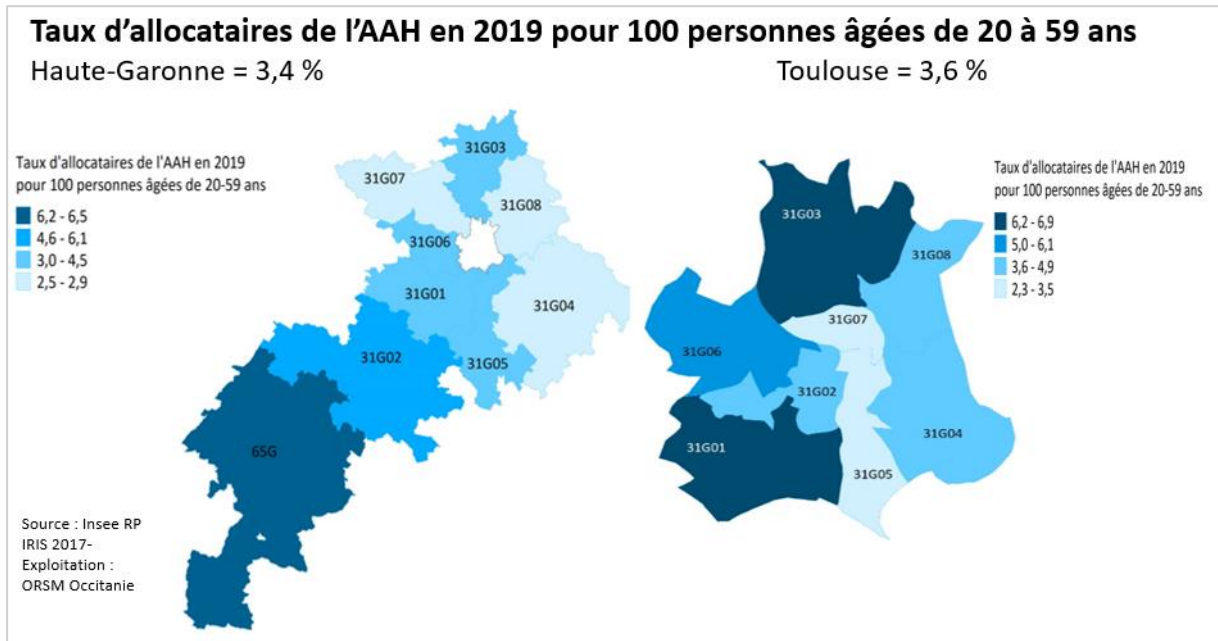 Taux d’allocataires de l’AAH en 2019 pour 100 personnes âgées de 20 à 59 ans
Haute-Garonne = 3,4 %
Toulouse = 3,6 %
Taux d'allocataires de l'AAH en 2019
pour 100 personnes âgées de 20-59 ans
6,2 - 6,5
4,6 - 6,1
3,0 - 4,5
2,5 - 2,9
31G03
31G07
31G08
31G06
31G01
31G04
31G02
31G05
65G
Source : Insee RP
IRIS 2017-
Exploitation :
ORSM Occitanie
Taux d'allocataires de l'AAH en 2019
pour 100 personnes âgées de 20-59 ans
6,2 - 6,9
5,0 - 6,1
3,6 - 4,9
2,3 - 3,5
31G03
31G08
31G07
31G06
31G02
31G04
31G01
31G05